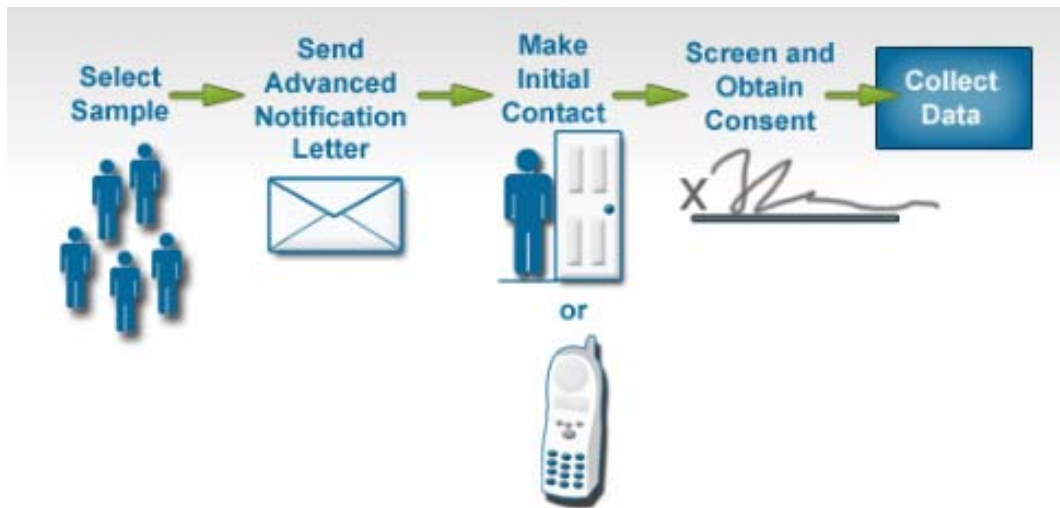 Select
Sample
Send
Advanced
Notification
Letter
Make
Initial
Contact
or
Screen and
Obtain
Consent
X
Collect
Data